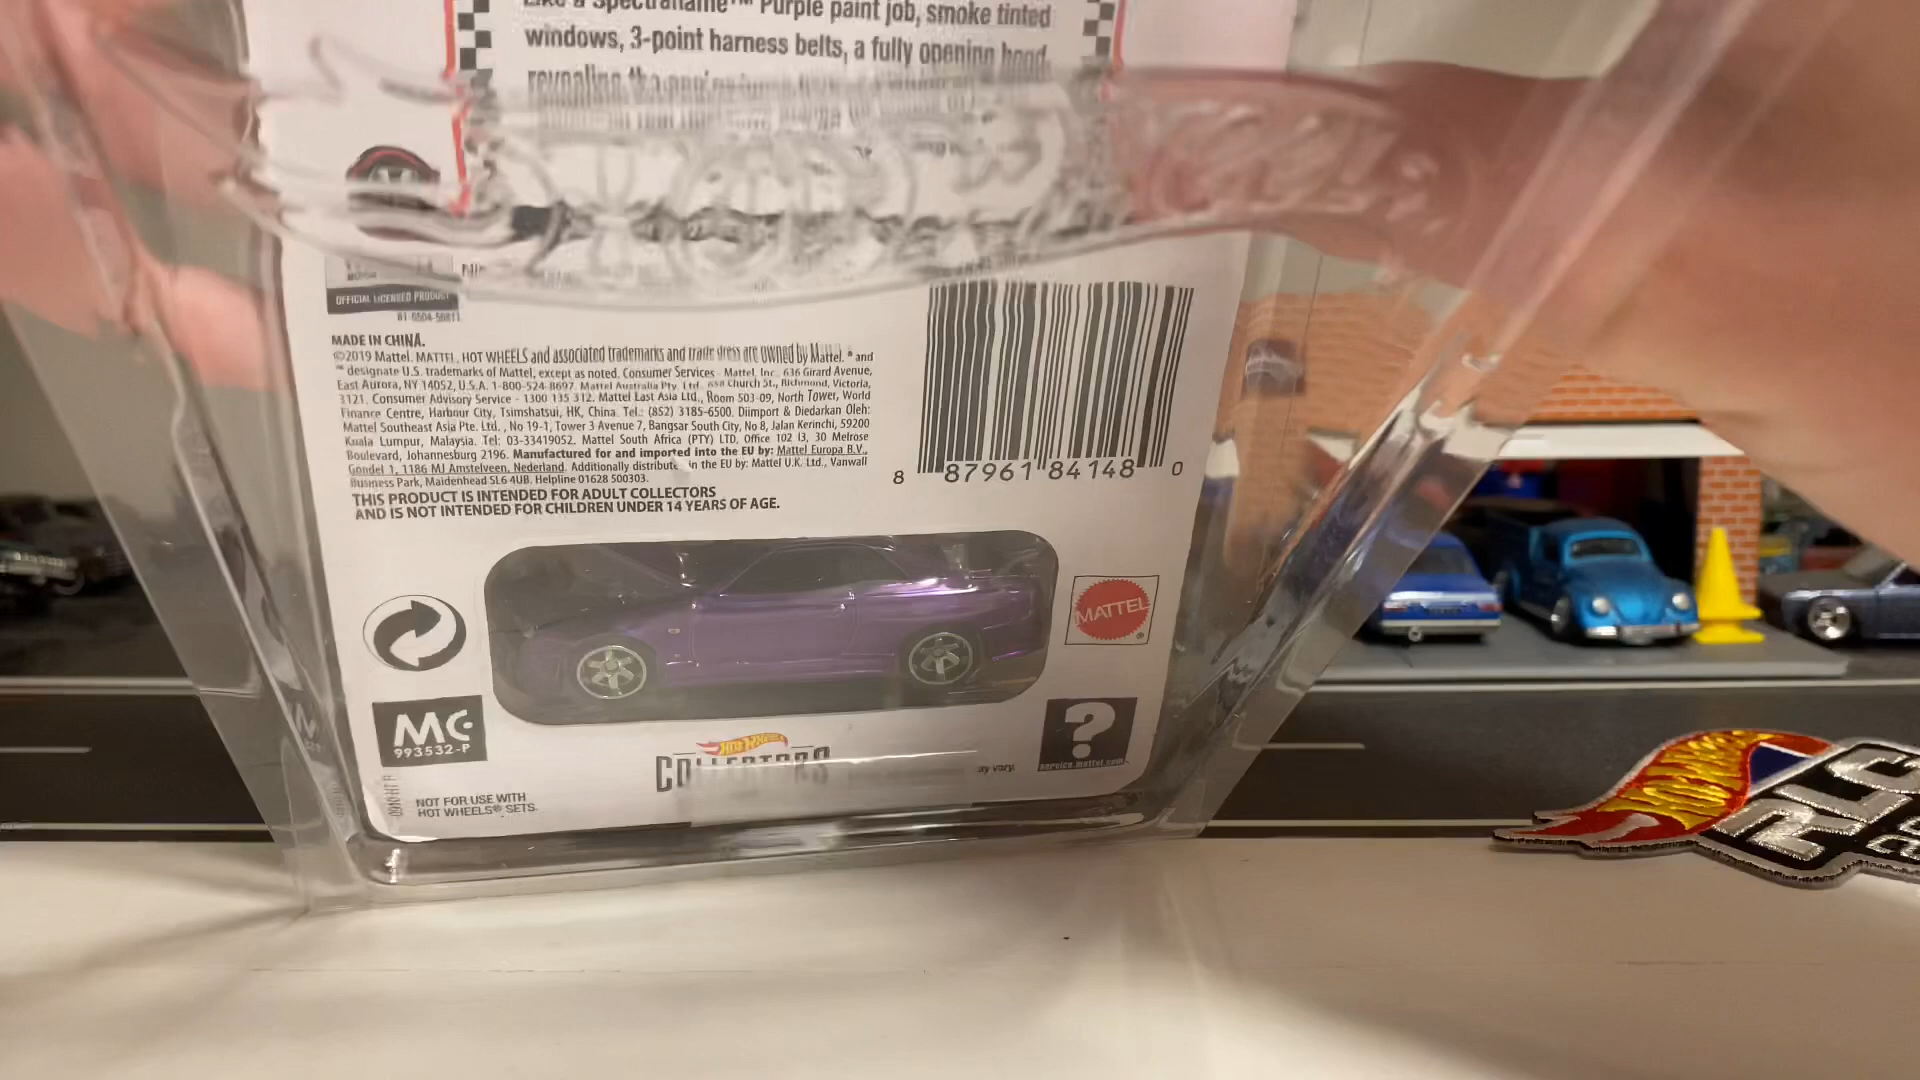 Like a Spectraflame™ Purple paint job, smoke tinted
windows, 3-point harness belts, a fully opening hood
revealing
OFFICIAL LICENSED PRODUCT
MADE IN CHINA.
©2019 Mattel. MATTEL, HOT WHEELS and associated trademarks and trade dress are owned by Mattel. ® and
™ designate U.S. trademarks of Mattel, except as noted. Consumer Services - Mattel, Inc., 636 Girard Avenue,
East Aurora, NY 14052, U.S.A. 1-800-524-8697. Mattel Australia Pty. Ltd., 658 Church St., Richmond, Victoria,
3121. Consumer Advisory Service - 1300 135 312. Mattel East Asia Ltd., Room 503-09, North Tower, World
Finance Centre, Harbour City, Tsimshatsui, HK, China. Tel.: (852) 3185-6500. Diimport & Diedarkan Oleh:
Mattel Southeast Asia Pte. Ltd., No 19-1, Tower 3 Avenue 7, Bangsar South City, No 8, Jalan Kerinchi, 59200
Kuala Lumpur, Malaysia. Tel: 03-33419052. Mattel South Africa (PTY) LTD, Office 102 I3, 30 Melrose
Boulevard, Johannesburg 2196. Manufactured for and imported into the EU by: Mattel Europa B.V.,
Gondel 1, 1186 MJ Amstelveen, Nederland. Additionally distribute in the EU by: Mattel U.K. Ltd., Vanwall
Business Park, Maidenhead SL6 4UB. Helpline 01628 500303.
THIS PRODUCT IS INTENDED FOR ADULT COLLECTORS
AND IS NOT INTENDED FOR CHILDREN UNDER 14 YEARS OF AGE.
8 87961 84148 0
MATTEL ®
MC
993532-P
HOT WHEELS
COLLECTORS
ay vary.
?
service.mattel.com
NOT FOR USE WITH
HOT WHEELS® SETS.
HOT WHEELS
RLC